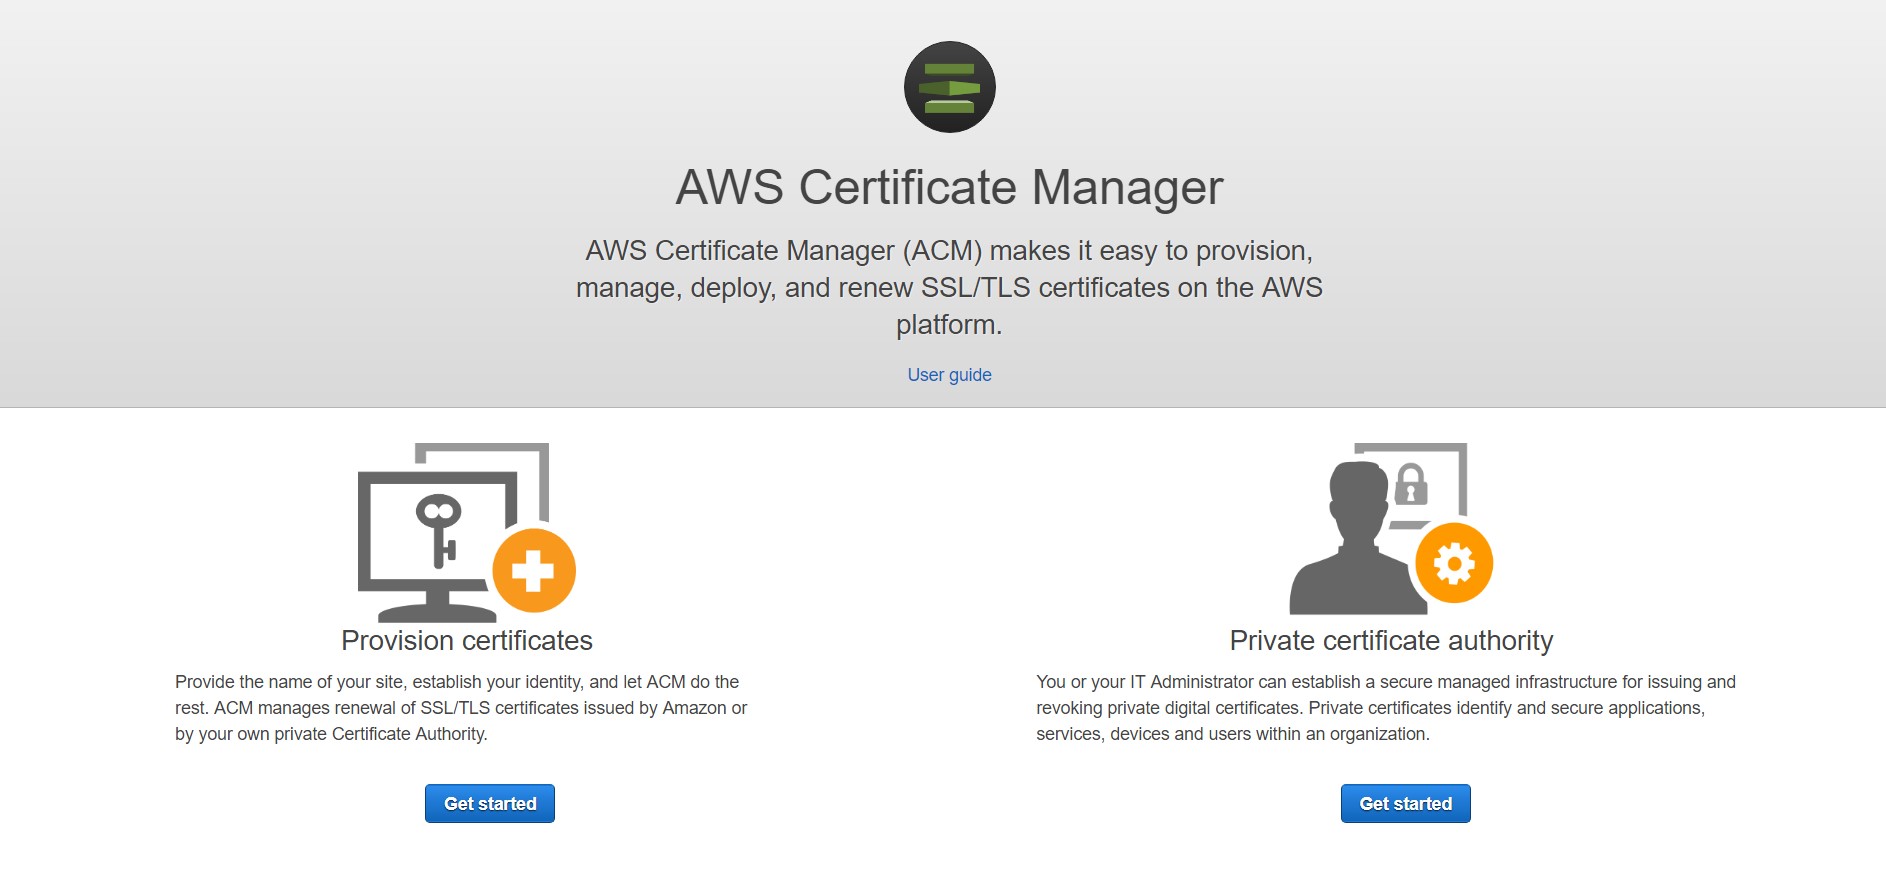 AWS Certificate Manager
AWS Certificate Manager (ACM) makes it easy to provision,
manage, deploy, and renew SSL/TLS certificates on the AWS
platform.
User guide
Provision certificates
Provide the name of your site, establish your identity, and let ACM do the
rest. ACM manages renewal of SSL/TLS certificates issued by Amazon or
by your own private Certificate Authority.
Get started
Private certificate authority
You or your IT Administrator can establish a secure managed infrastructure for issuing and
revoking private digital certificates. Private certificates identify and secure applications,
services, devices and users within an organization.
Get started